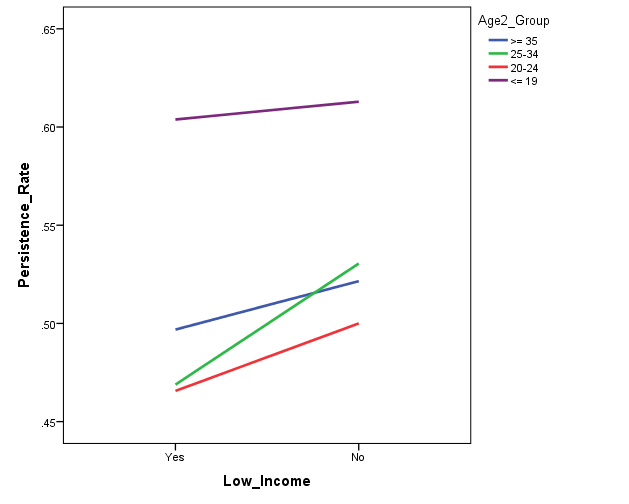 Age2_Group
>= 35
25-34
20-24
<= 19
.65
.60
.55
.50
.45
Persistence_Rate
Yes
No
Low_Income